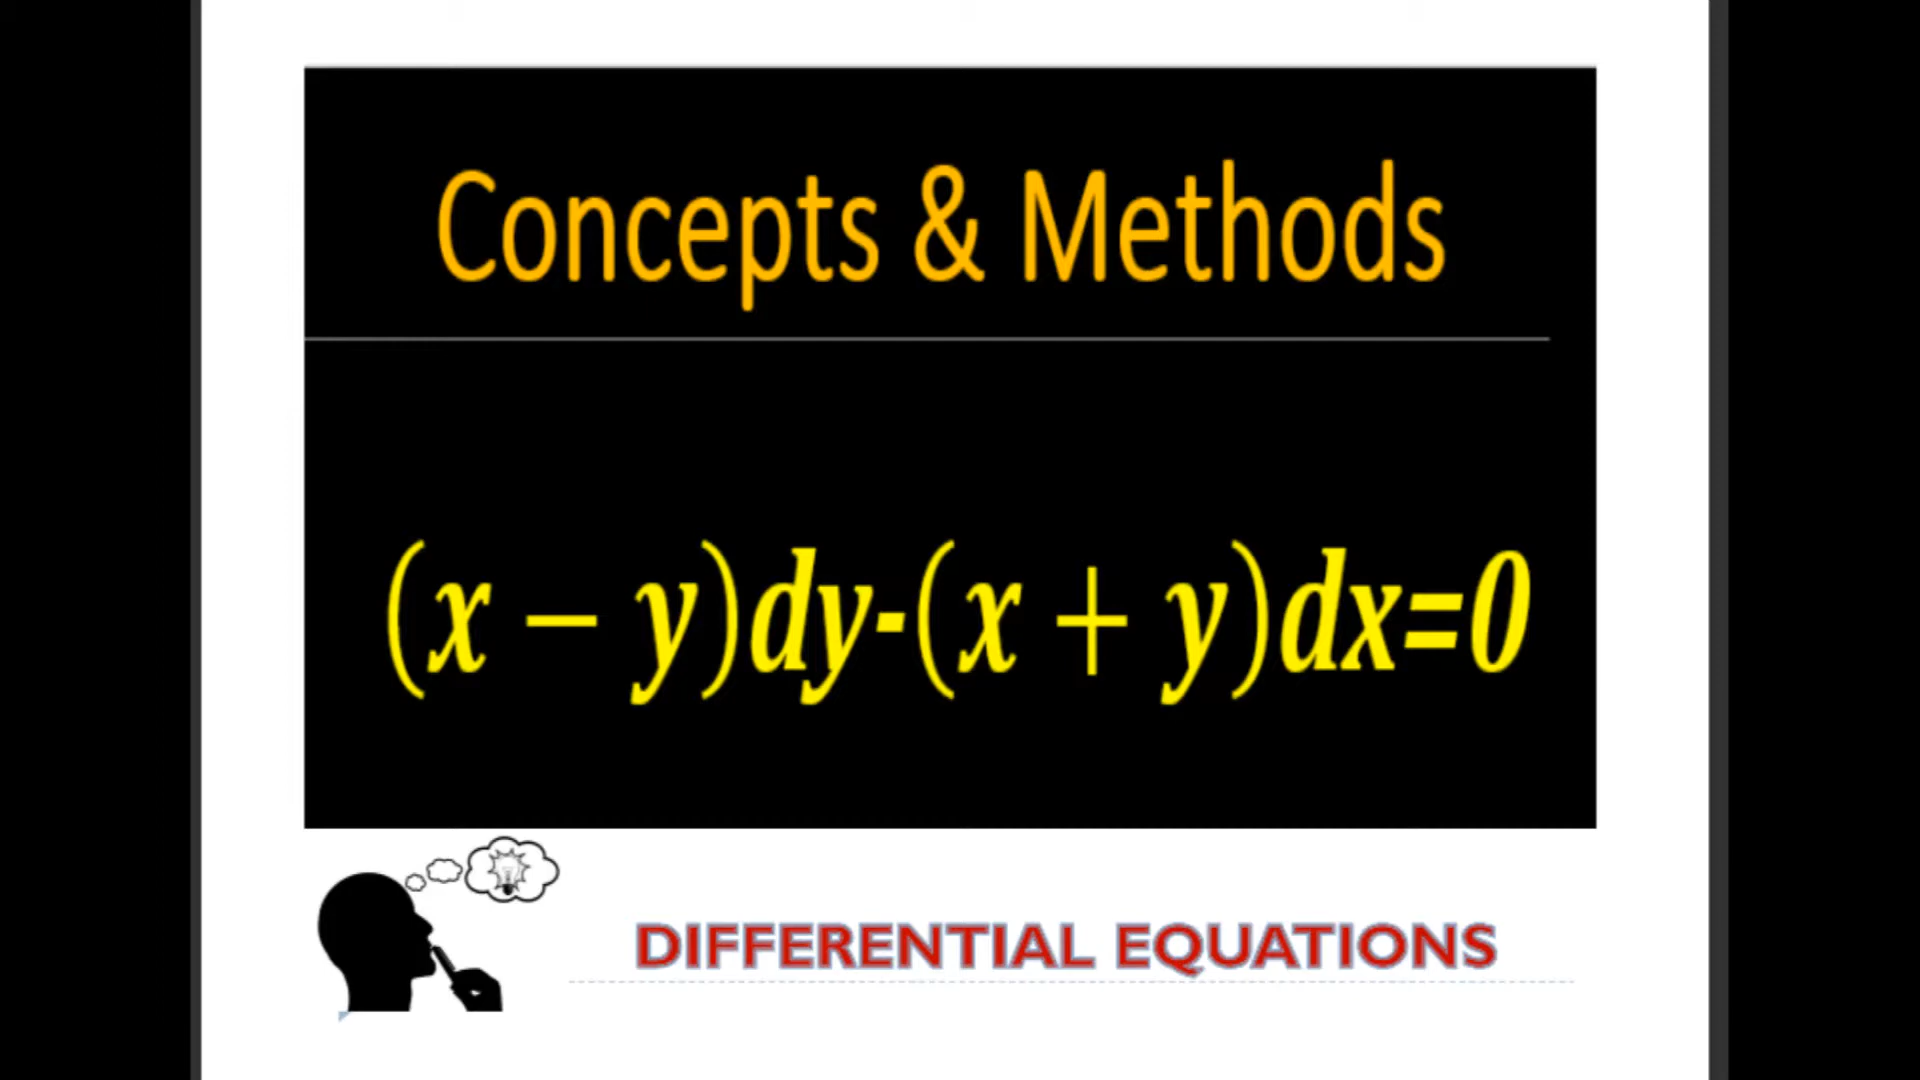 Concepts & Methods
(x − y)dy-(x + y)dx=0
DIFFERENTIAL EQUATIONS